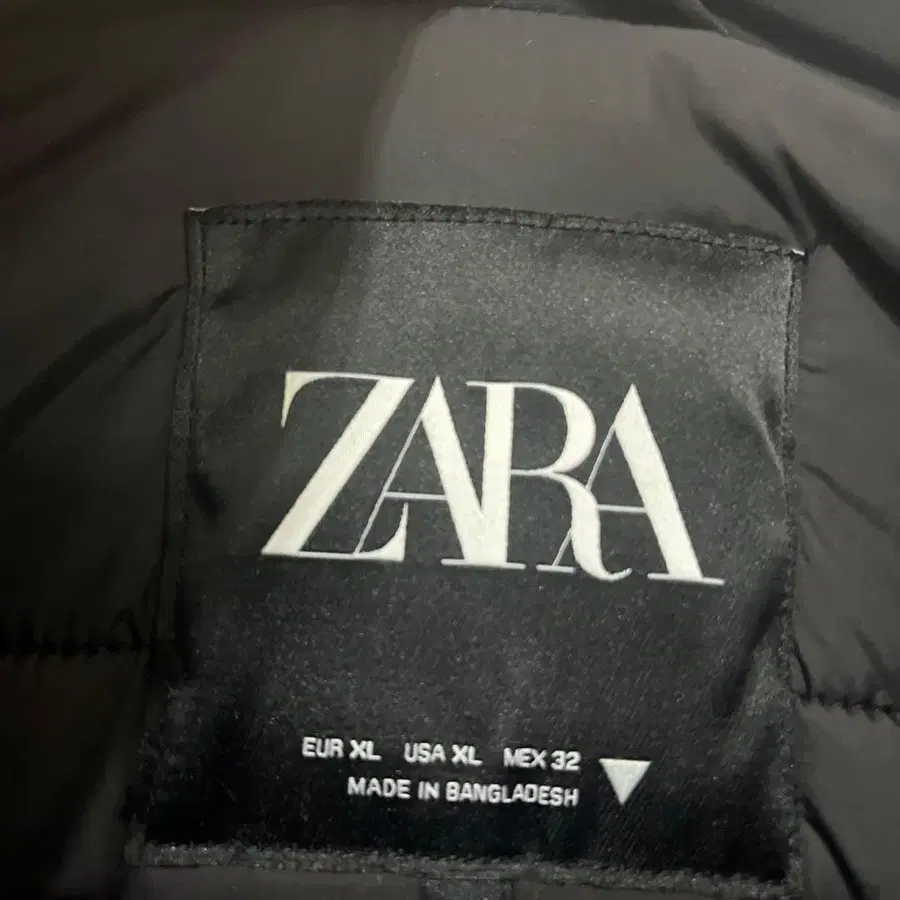 ZARA
EUR XL USA XL MEX 32
MADE IN BANGLADESH